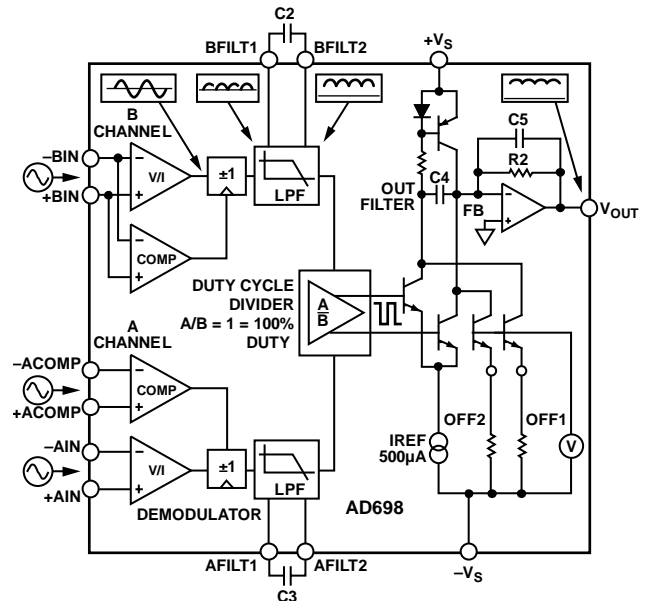 C2
BFILT1 BFILT2
+VS
B
CHANNEL
–BIN
+BIN
V/I
±1
LPF
COMP
C5
R2
C4
OUT
FILTER
FB
VOUT
DUTY CYCLE
DIVIDER
A/B = 1 = 100%
DUTY
A
B
A
CHANNEL
–ACOMP
+ACOMP
COMP
–AIN
+AIN
V/I
±1
LPF
DEMODULATOR
IREF
500µA
OFF2 OFF1
V
AD698
–VS
AFILT1 AFILT2
C3